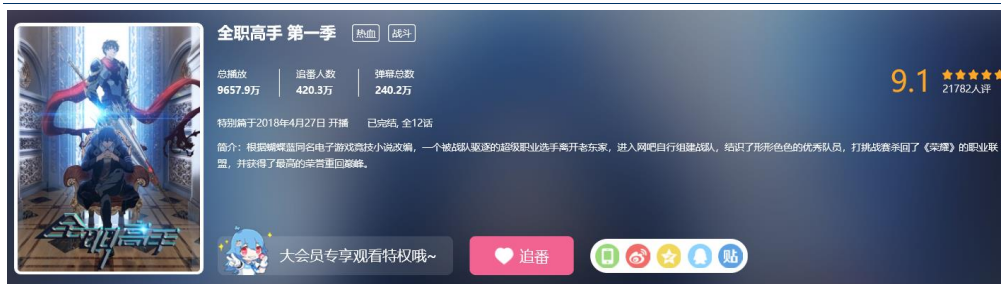 全职高手 第一季 热血 战斗
总播放 追番人数 弹幕总数
9657.9万 420.3万 240.2万
9.1
21782人评
特别篇于2018年4月27日 开播 已完结, 全12话
简介：根据蝴蝶蓝同名电子游戏竞技小说改编，一个被战队驱逐的超级职业选手离开老东家，进入网吧自行组建战队，结识了形形色色的优秀队员，打挑战赛杀回了《荣耀》的职业联
盟，并获得了最高的荣誉重回巅峰。
全职高手
大会员专享观看特权哦~
追番
贴